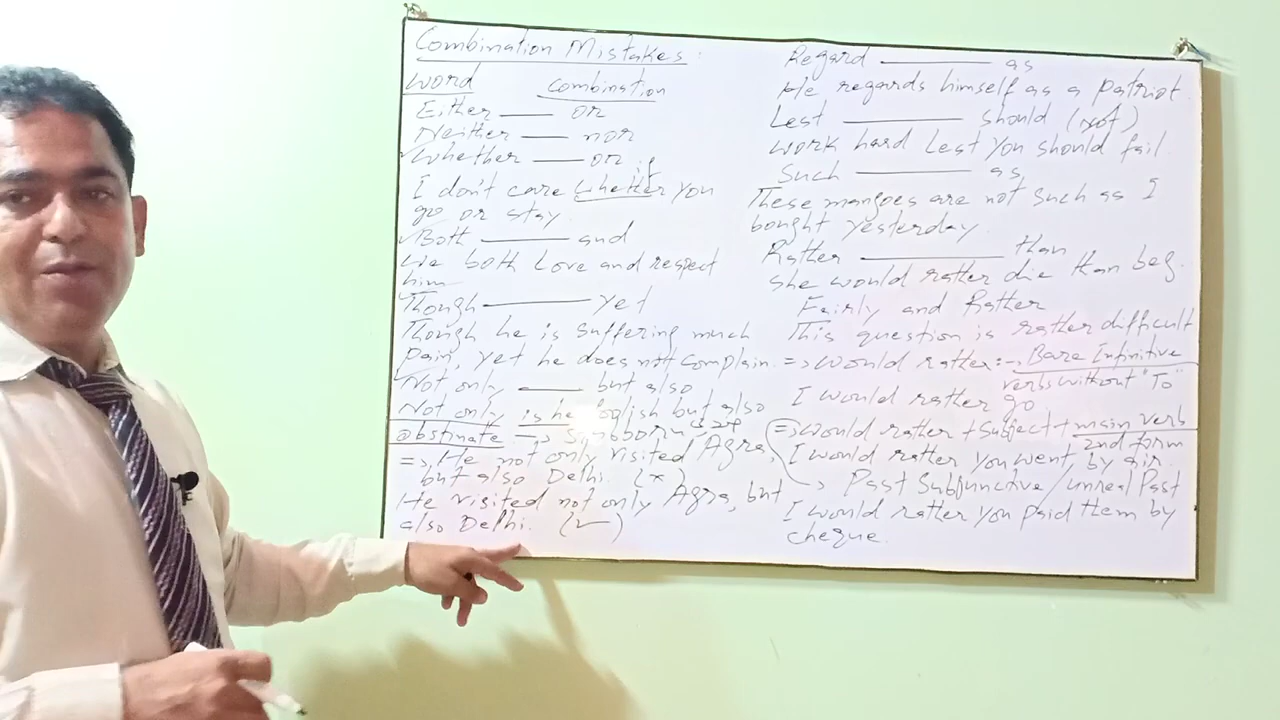 Combination Mistakes:
Word combination
Either ——— or
Neither ——— nor
Whether ——— or
if
I don't care whether you
go or stay
Both ——— and
We both Love and respect
him
Though ——— yet
Though he is suffering much
Pain, yet he does not complain.
Not only ——— but also
Not only is he foolish but also
obstinate → stubborn
=> He not only visited Agra,
but also Delhi. (×)
He visited not only Agra, but
also Delhi. (✓)
Regard ——— as
He regards himself as a patriot.
Lest ——— should (not)
Work hard Lest you should fail.
Such ——— as
These mangoes are not such as I
bought yesterday.
Rather ——— than
She would rather die than beg.
Fairly and Rather
This question is rather difficult
=> would rather :→ Bare Infinitive
verbs without "To"
I would rather go
=> would rather + Subject + main verb
2nd form
I would rather you went by air.
→ Past Subjunctive / unreal Past
I would rather you paid them by
cheque.